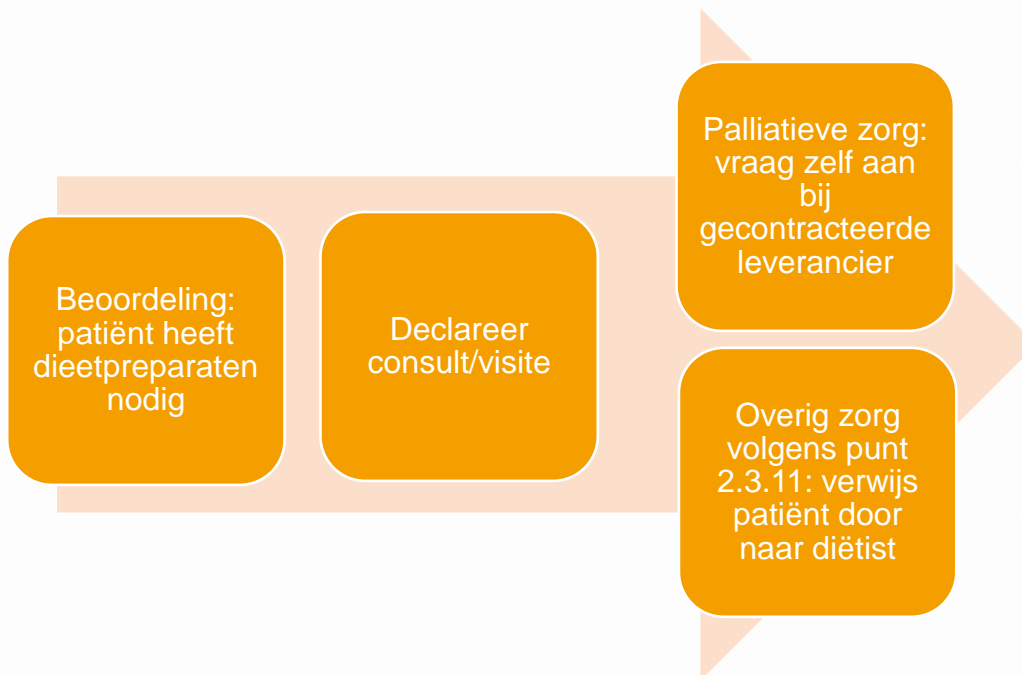 Beoordeling:
patiënt heeft
dieetpreparaten
nodig
Declareer
consult/visite
Palliatieve zorg:
vraag zelf aan
bij
gecontracteerde
leverancier
Overig zorg
volgens punt
2.3.11: verwijs
patiënt door
naar diëtist